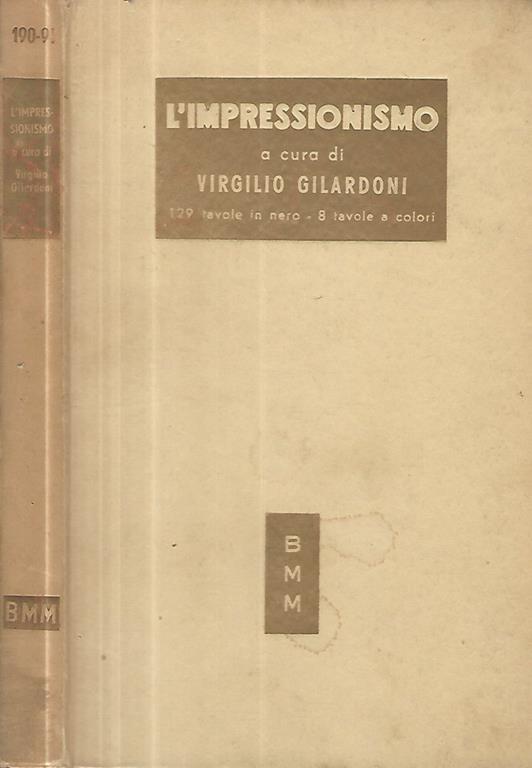 190-91
L'IMPRES-
SIONISMO
a cura di
Virgilio
Gilardoni
BMM
L'IMPRESSIONISMO
a cura di
VIRGILIO GILARDONI
129 tavole in nero - 8 tavole a colori
B
M
M